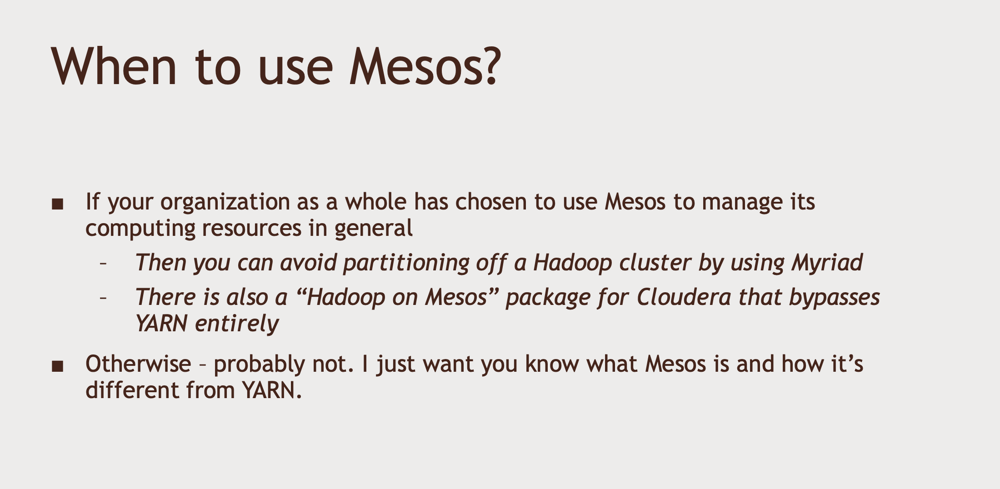 When to use Mesos?
■ If your organization as a whole has chosen to use Mesos to manage its
computing resources in general
– Then you can avoid partitioning off a Hadoop cluster by using Myriad
– There is also a “Hadoop on Mesos” package for Cloudera that bypasses
YARN entirely
■ Otherwise – probably not. I just want you know what Mesos is and how it’s
different from YARN.